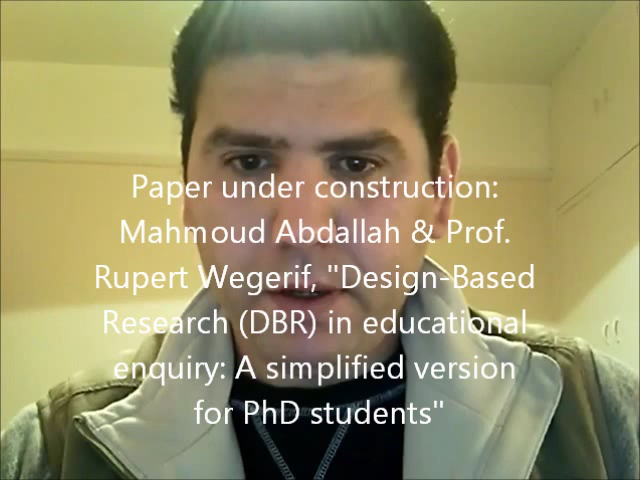 Paper under construction:
Mahmoud Abdallah & Prof.
Rupert Wegerif, "Design-Based
Research (DBR) in educational
enquiry: A simplified version
for PhD students"